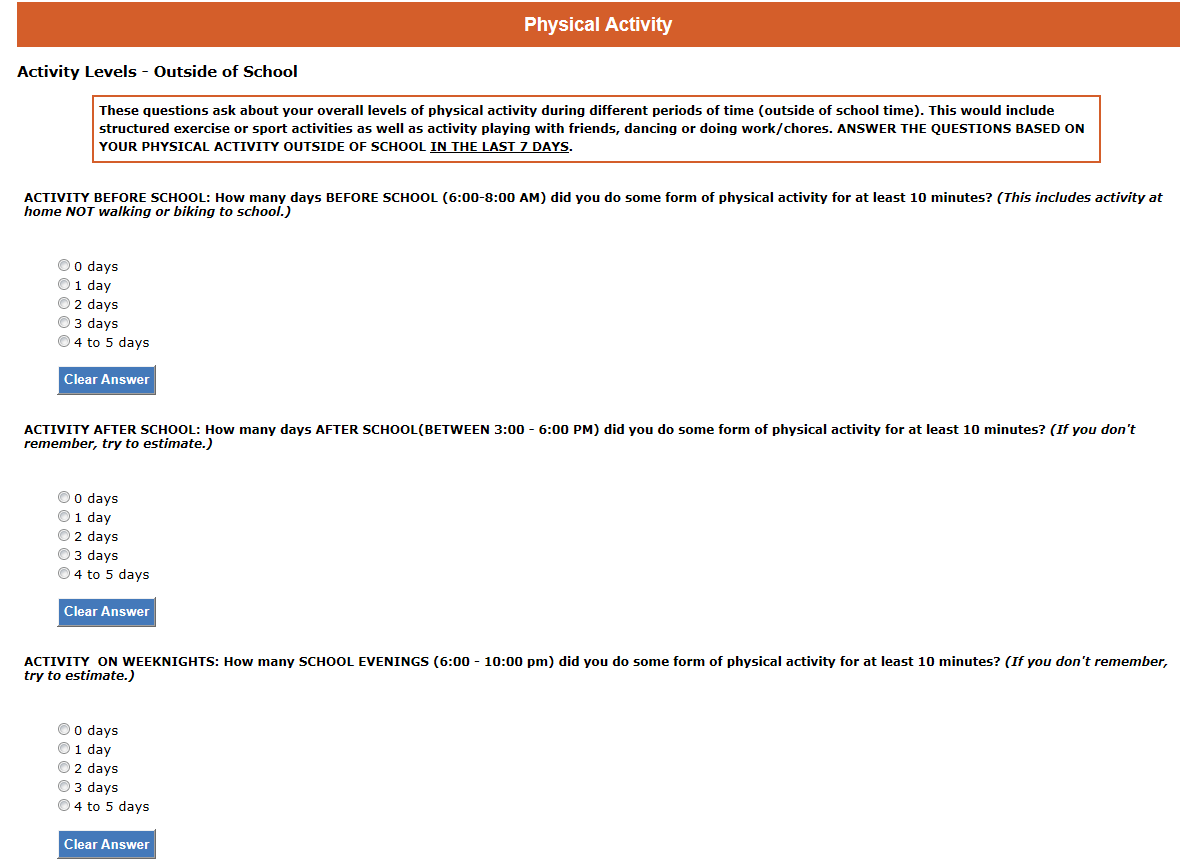 Physical Activity
Activity Levels - Outside of School
These questions ask about your overall levels of physical activity during different periods of time (outside of school time). This would include
structured exercise or sport activities as well as activity playing with friends, dancing or doing work/chores. ANSWER THE QUESTIONS BASED ON
YOUR PHYSICAL ACTIVITY OUTSIDE OF SCHOOL IN THE LAST 7 DAYS.
ACTIVITY BEFORE SCHOOL: How many days BEFORE SCHOOL (6:00-8:00 AM) did you do some form of physical activity for at least 10 minutes? (This includes activity at
home NOT walking or biking to school.)
0 days
1 day
2 days
3 days
4 to 5 days
Clear Answer
ACTIVITY AFTER SCHOOL: How many days AFTER SCHOOL(BETWEEN 3:00 - 6:00 PM) did you do some form of physical activity for at least 10 minutes? (If you don't
remember, try to estimate.)
0 days
1 day
2 days
3 days
4 to 5 days
Clear Answer
ACTIVITY  ON WEEKNIGHTS: How many SCHOOL EVENINGS (6:00 - 10:00 pm) did you do some form of physical activity for at least 10 minutes? (If you don't remember,
try to estimate.)
0 days
1 day
2 days
3 days
4 to 5 days
Clear Answer